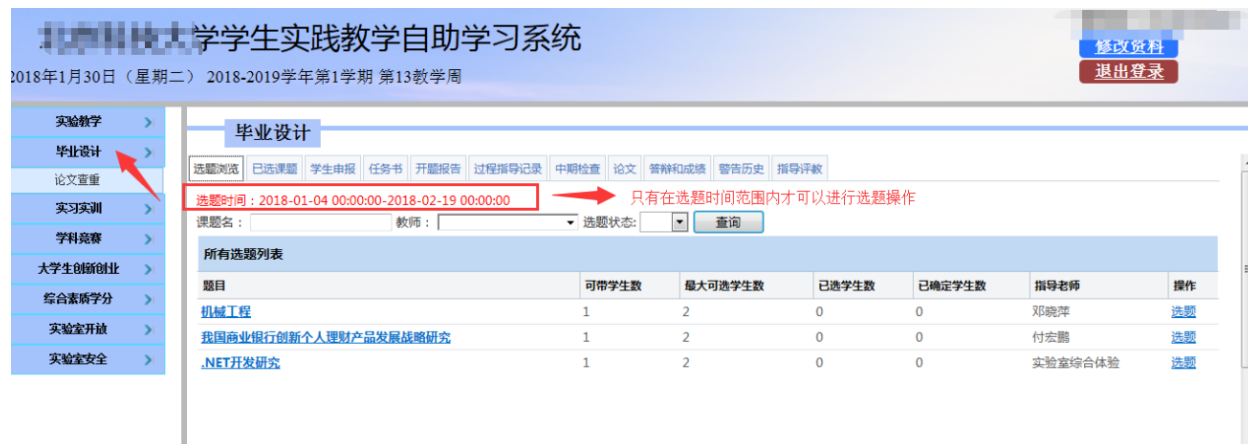 学学生实践教学自助学习系统
修改资料
2018年1月30日（星期二） 2018-2019学年第1学期 第13教学周
退出登录
实验教学
毕业设计
论文查重
实习实训
学科竞赛
大学生创新创业
综合素质学分
实验室开放
实验室安全
毕业设计
选题浏览 已选课题 学生申报 任务书 开题报告 过程指导记录 中期检查 论文 答辩和成绩 警告历史 指导评教
选题时间：2018-01-04 00:00:00-2018-02-19 00:00:00 只有在选题时间范围内才可以进行选题操作
课题名： 教师： 选题状态: 查询
所有选题列表
题目 可带学生数 最大可选学生数 已选学生数 已确定学生数 指导老师 操作
机械工程 1 2 0 0 邓晓萍 选题
我国商业银行创新个人理财产品发展战略研究 1 2 0 0 付宏鹏 选题
.NET开发研究 1 2 0 0 实验室综合体验 选题